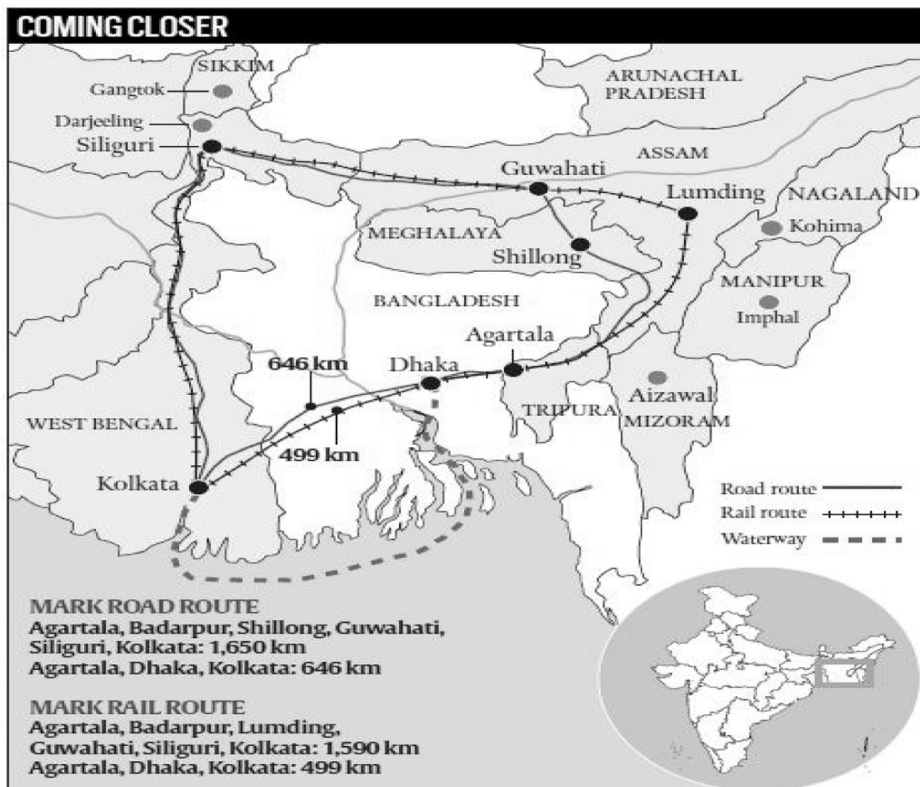 COMING CLOSER
SIKKIM
Gangtok
ARUNACHAL
PRADESH
Darjeeling
Siliguri
Guwahati
ASSAM
Lumding
NAGALAND
MEGHALAYA
Shillong
Kohima
MANIPUR
Imphal
BANGLADESH
Agartala
646 km
Dhaka
Aizawal
TRIPURA
MIZORAM
WEST BENGAL
499 km
Kolkata
Road route
Rail route
Waterway
MARK ROAD ROUTE
Agartala, Badarpur, Shillong, Guwahati,
Siliguri, Kolkata: 1,650 km
Agartala, Dhaka, Kolkata: 646 km
MARK RAIL ROUTE
Agartala, Badarpur, Lumding,
Guwahati, Siliguri, Kolkata: 1,590 km
Agartala, Dhaka, Kolkata: 499 km